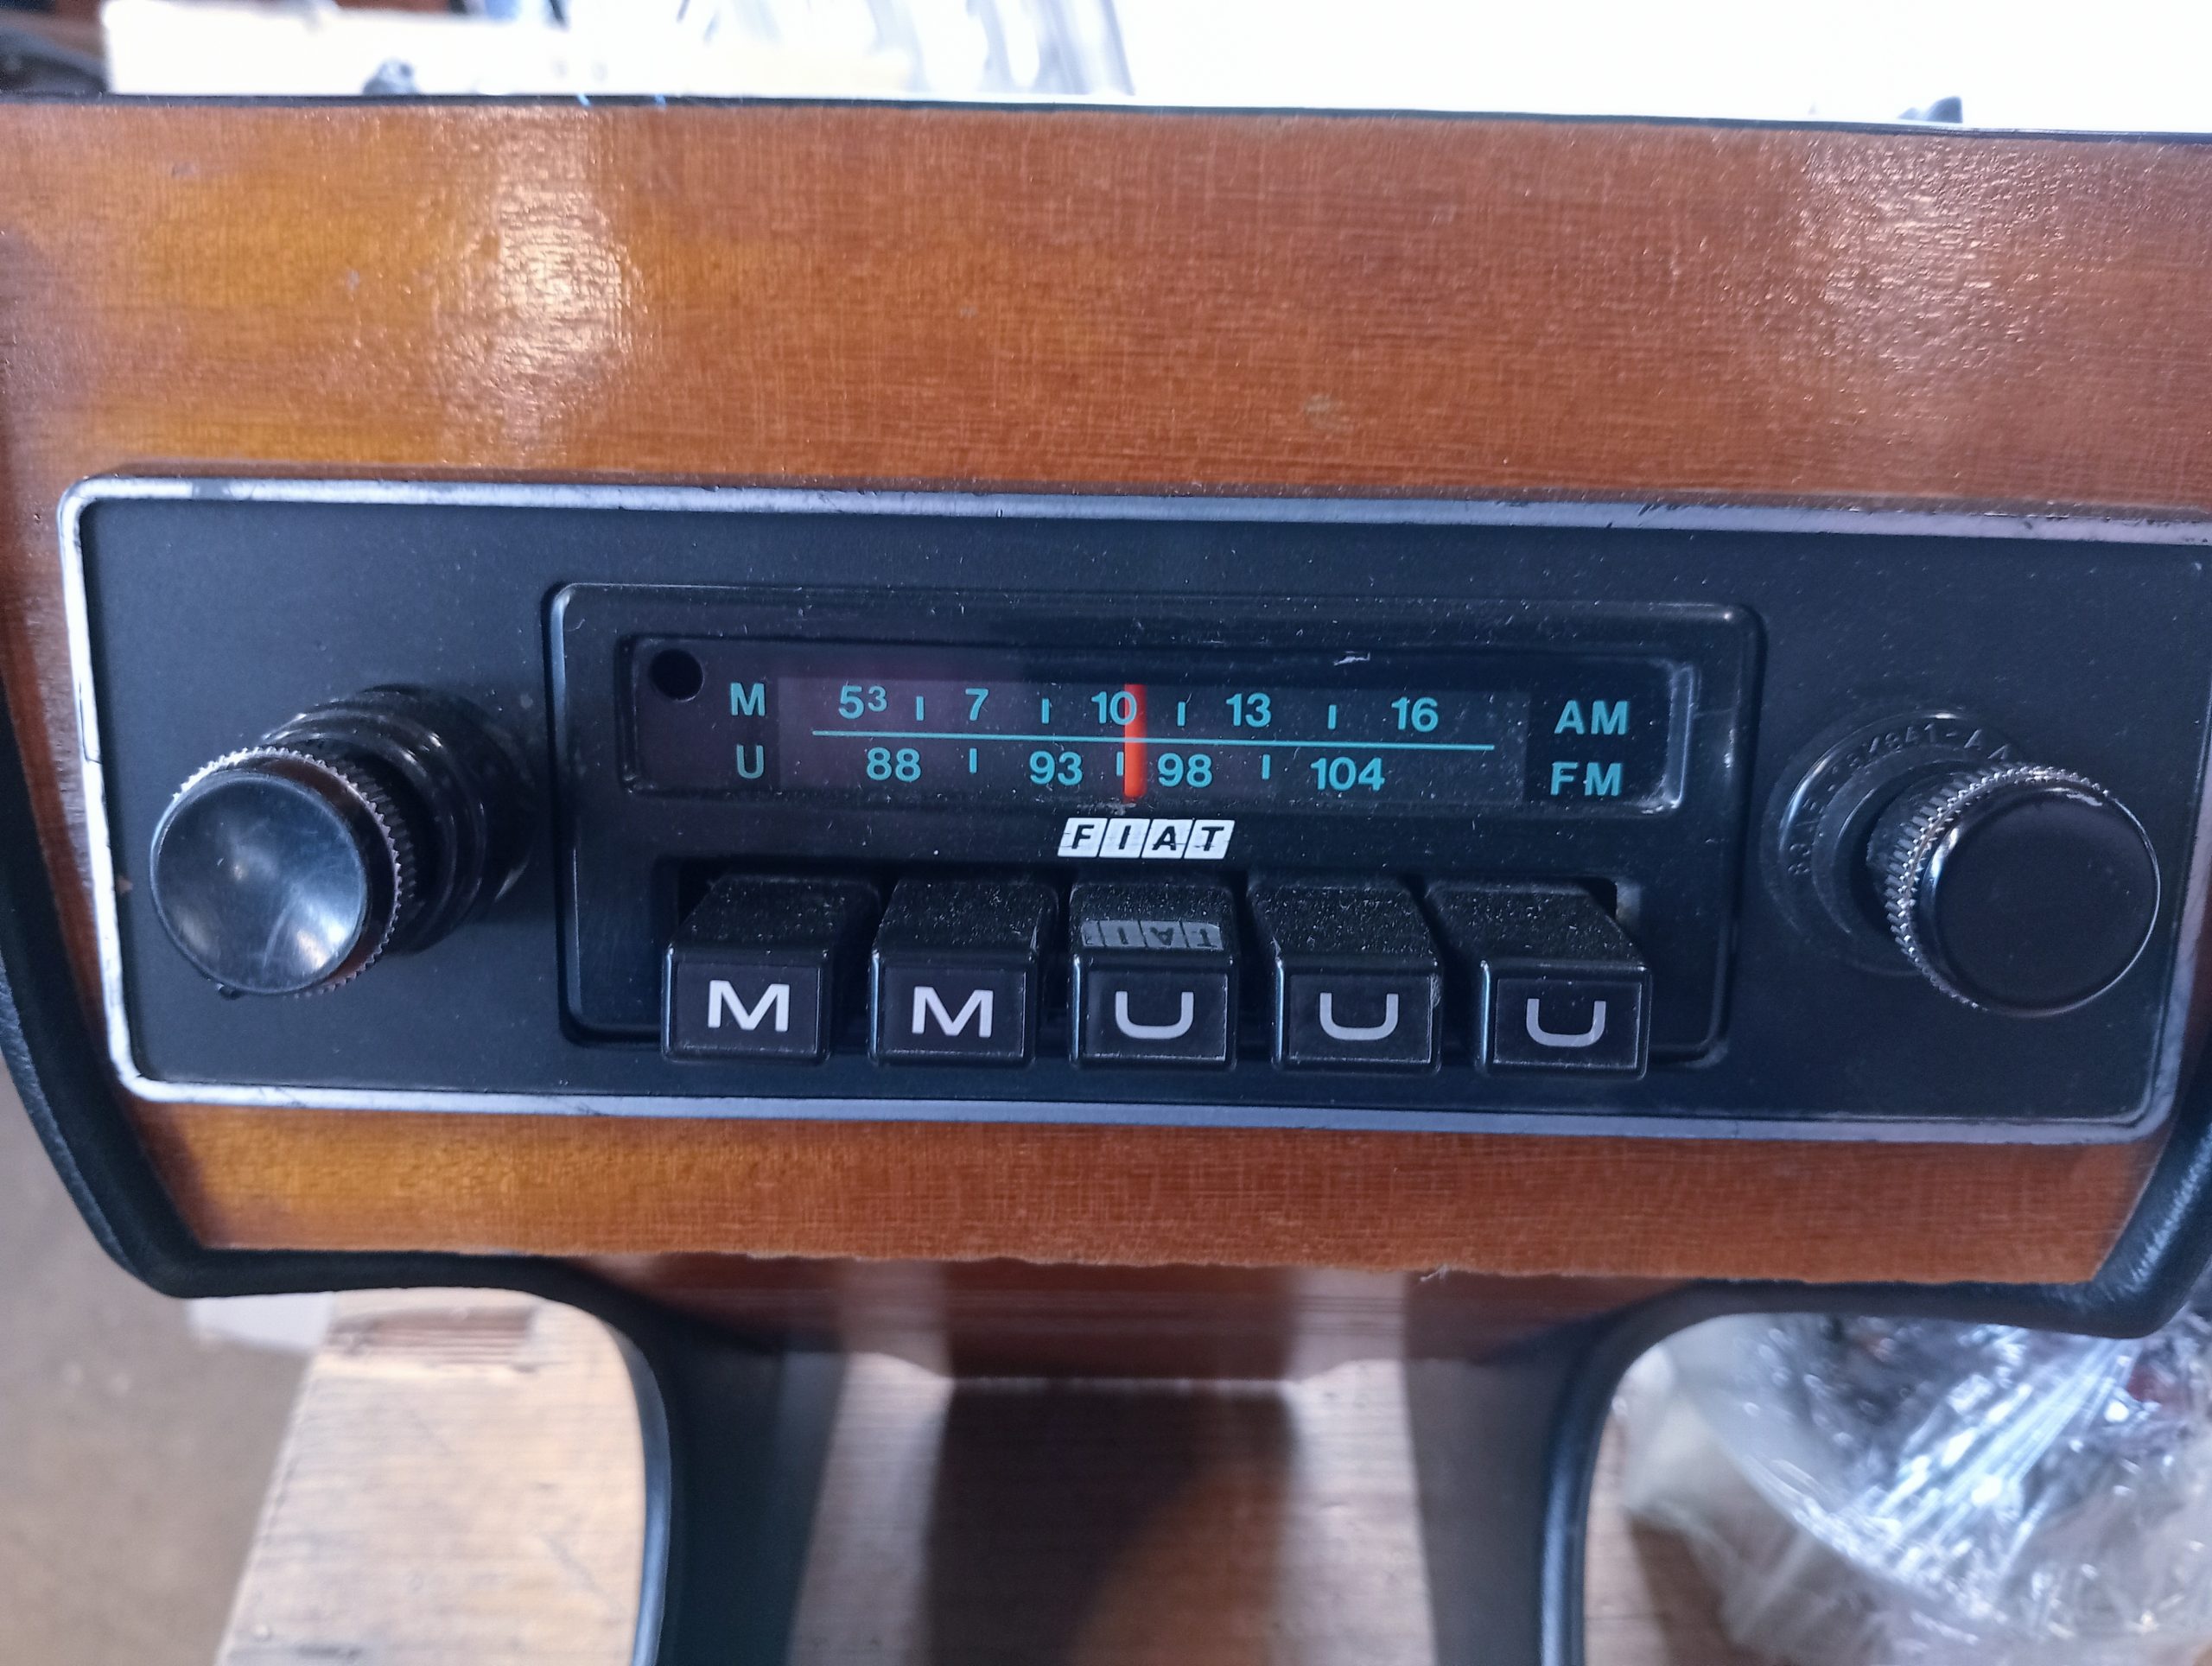 M 53 7 10 13 16 AM
U 88 93 98 104 FM
FIAT
M M U U U